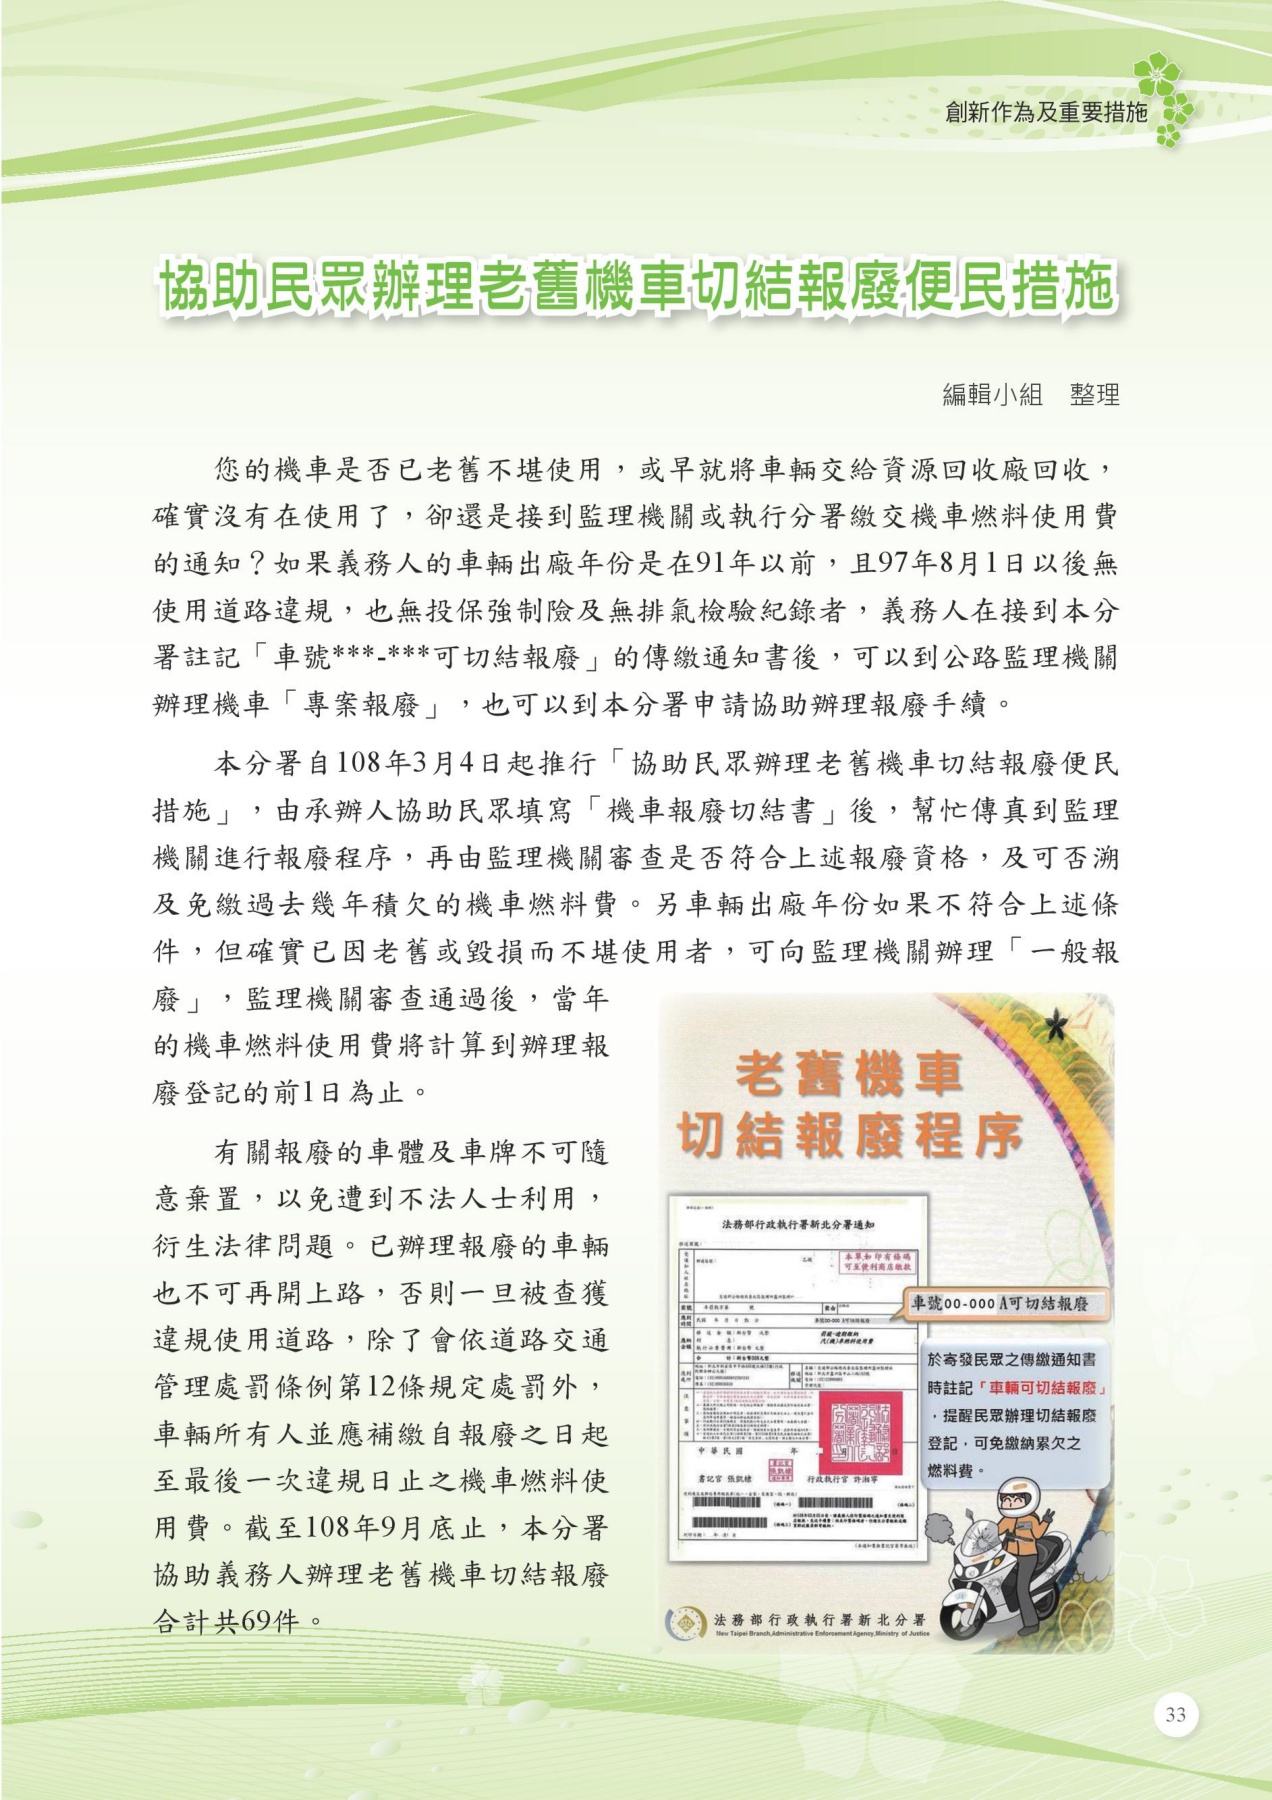 創新作為及重要措施
協助民眾辦理老舊機車切結報廢便民措施
編輯小組　整理
您的機車是否已老舊不堪使用，或早就將車輛交給資源回收廠回收，
確實沒有在使用了，卻還是接到監理機關或執行分署繳交機車燃料使用費
的通知？如果義務人的車輛出廠年份是在91年以前，且97年8月1日以後無
使用道路違規，也無投保強制險及無排氣檢驗紀錄者，義務人在接到本分
署註記「車號***-***可切結報廢」的傳繳通知書後，可以到公路監理機關
辦理機車「專案報廢」，也可以到本分署申請協助辦理報廢手續。
本分署自108年3月4日起推行「協助民眾辦理老舊機車切結報廢便民
措施」，由承辦人協助民眾填寫「機車報廢切結書」後，幫忙傳真到監理
機關進行報廢程序，再由監理機關審查是否符合上述報廢資格，及可否溯
及免繳過去幾年積欠的機車燃料費。另車輛出廠年份如果不符合上述條
件，但確實已因老舊或毀損而不堪使用者，可向監理機關辦理「一般報
廢」，監理機關審查通過後，當年
的機車燃料使用費將計算到辦理報
廢登記的前1日為止。
有關報廢的車體及車牌不可隨
意棄置，以免遭到不法人士利用，
衍生法律問題。已辦理報廢的車輛
也不可再開上路，否則一旦被查獲
違規使用道路，除了會依道路交通
管理處罰條例第12條規定處罰外，
車輛所有人並應補繳自報廢之日起
至最後一次違規日止之機車燃料使
用費。截至108年9月底止，本分署
協助義務人辦理老舊機車切結報廢
合計共69件。
老舊機車
切結報廢程序
法務部行政執行署新北分署通知
本單如印有條碼
可至便利商店繳款
車號00-000 A可切結報廢
於寄發民眾之傳繳通知書
時註記「車輛可切結報廢」
，提醒民眾辦理切結報廢
登記，可免繳納累欠之
燃料費。
中華民國　年　月
書記官 張凱綾　行政執行官 許湘寧
法務部行政執行署新北分署
New Taipei Branch,Administrative Enforcement Agency,Ministry of Justice
33